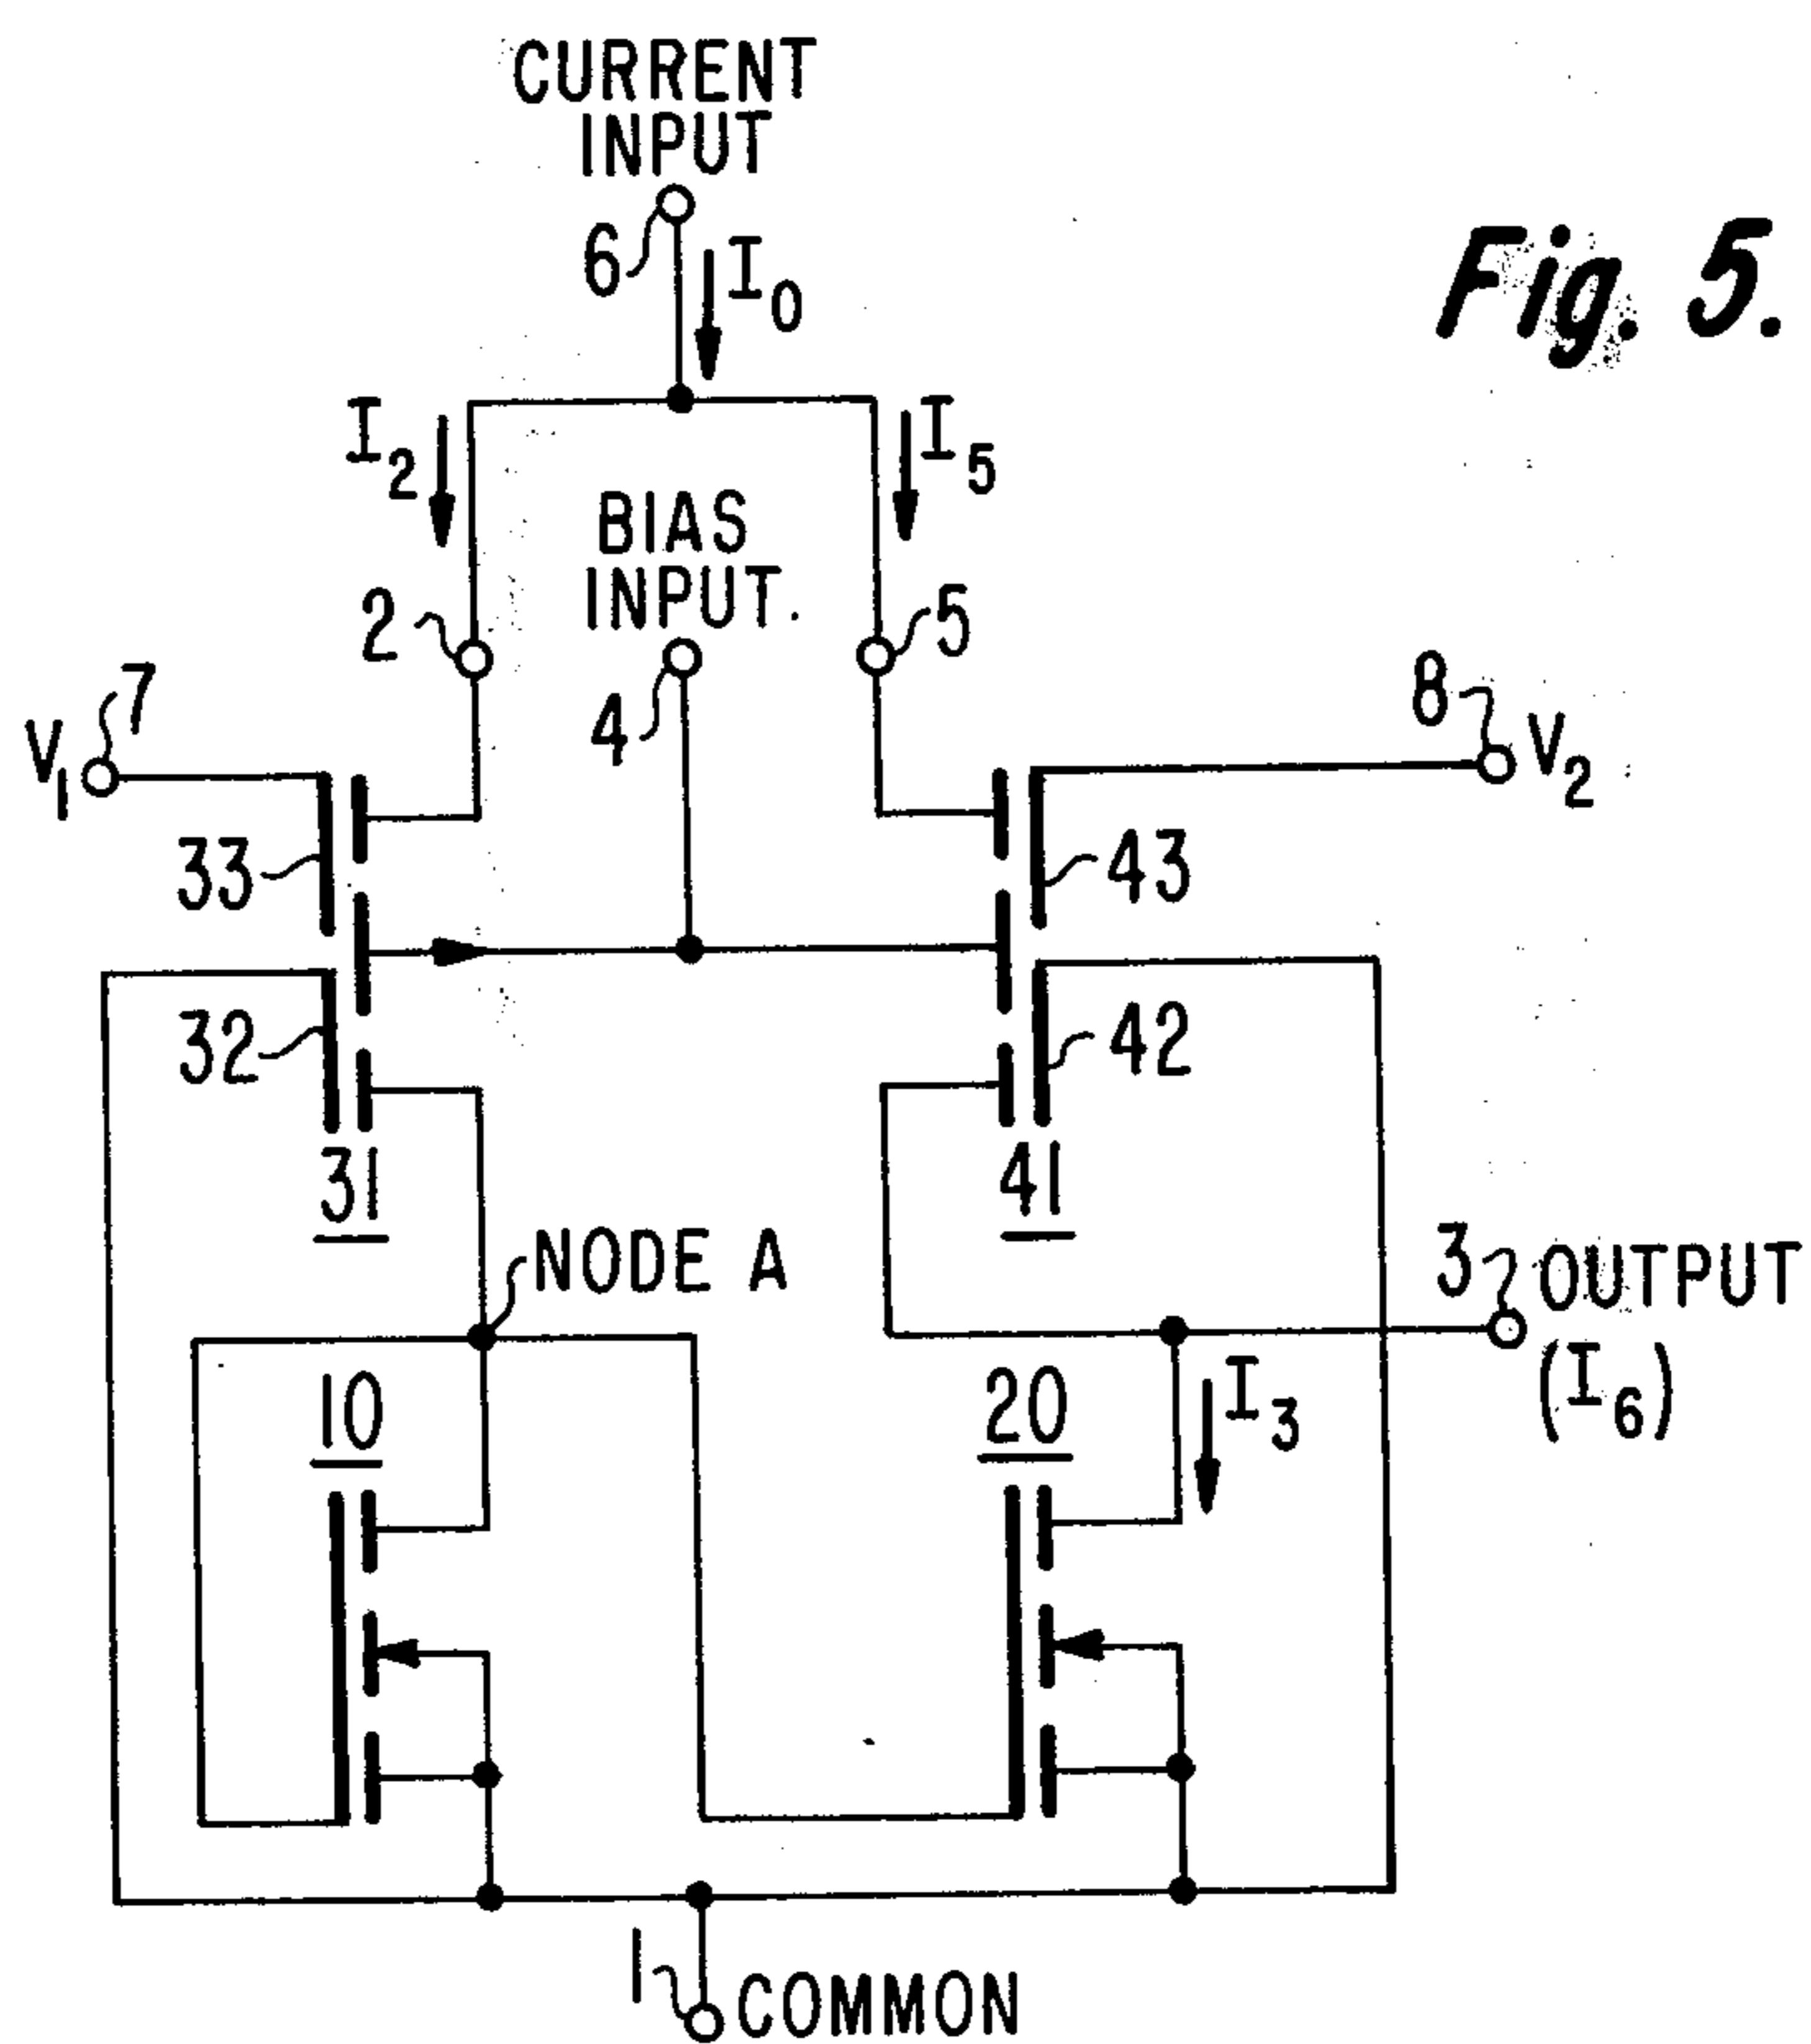 CURRENT
INPUT
6
I0
Fig. 5.
I2
I5
BIAS
INPUT.
2
4
5
V1
7
8
V2
33
43
32
42
31
41
NODE A
3
OUTPUT
(I6)
10
20
I3
1
COMMON